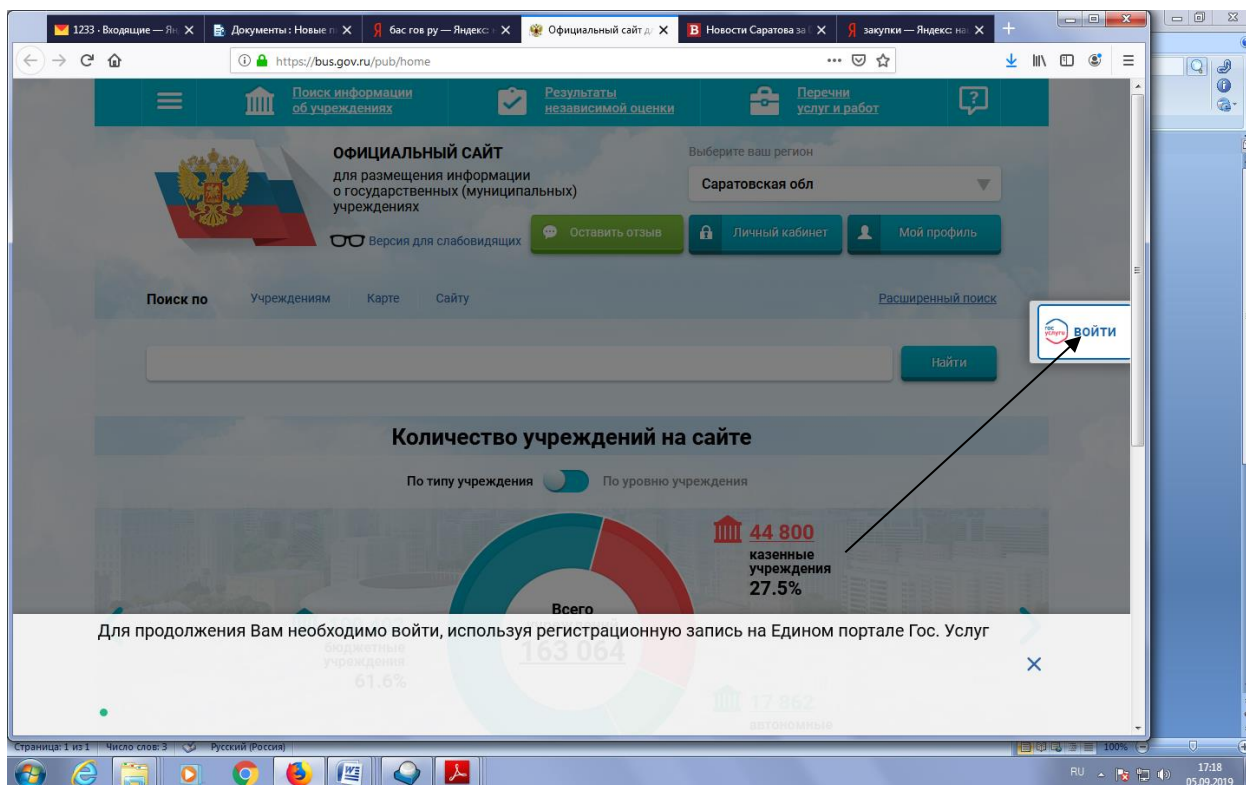 1233 · Входящие — Ян
Документы : Новые п
бас гов ру — Яндекс:
Официальный сайт д
Новости Саратова за
закупки — Яндекс: на
https://bus.gov.ru/pub/home
Поиск информации
об учреждениях
Результаты
независимой оценки
Перечни
услуг и работ
ОФИЦИАЛЬНЫЙ САЙТ
для размещения информации
о государственных (муниципальных)
учреждениях
Версия для слабовидящих
Выберите ваш регион
Саратовская обл
Оставить отзыв
Личный кабинет
Мой профиль
Поиск по
Учреждениям
Карте
Сайту
Расширенный поиск
гос
услуги
ВОЙТИ
Найти
Количество учреждений на сайте
По типу учреждения
По уровню учреждения
44 800
казенные
учреждения
27.5%
Всего
Для продолжения Вам необходимо войти, используя регистрационную запись на Едином портале Гос. Услуг
бюджетные
учреждения
163 064
61.6%
17 862
автономные
Страница: 1 из 1
Число слов: 3
Русский (Россия)
100%
RU
17:18
05.09.2019